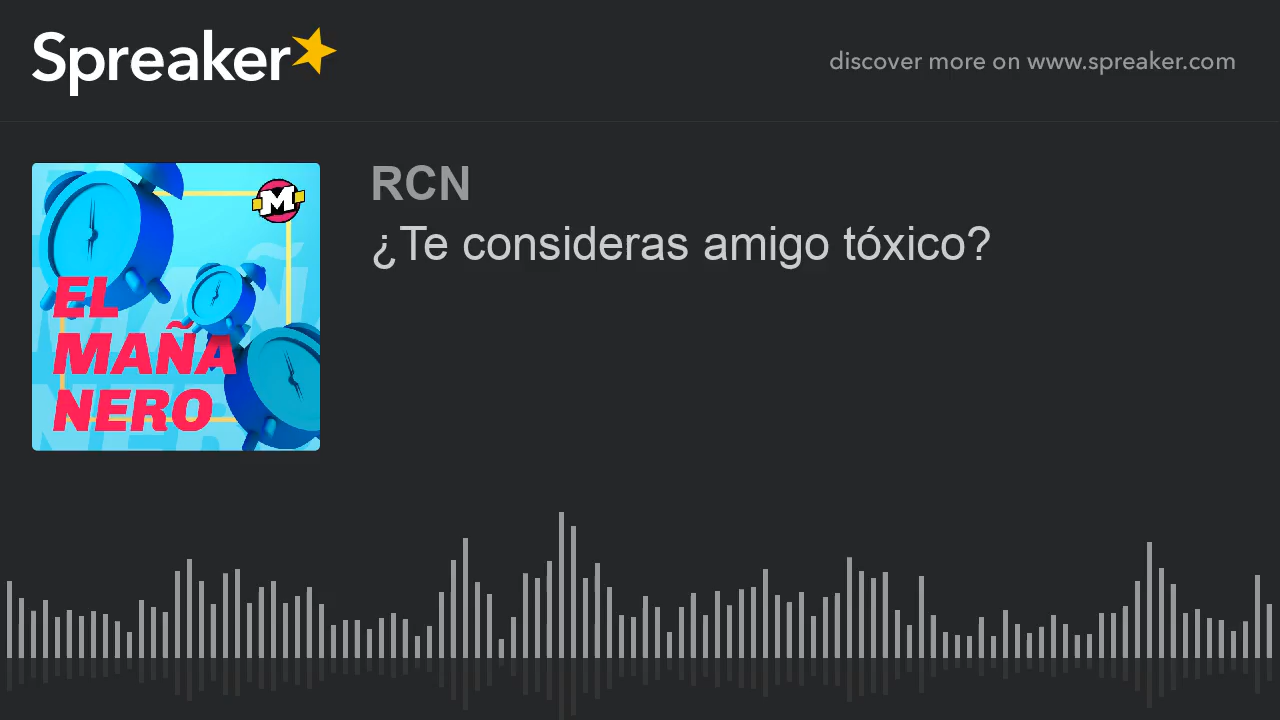 Spreaker
discover more on www.spreaker.com
M
EL
MAÑA
NERO
RCN
¿Te consideras amigo tóxico?